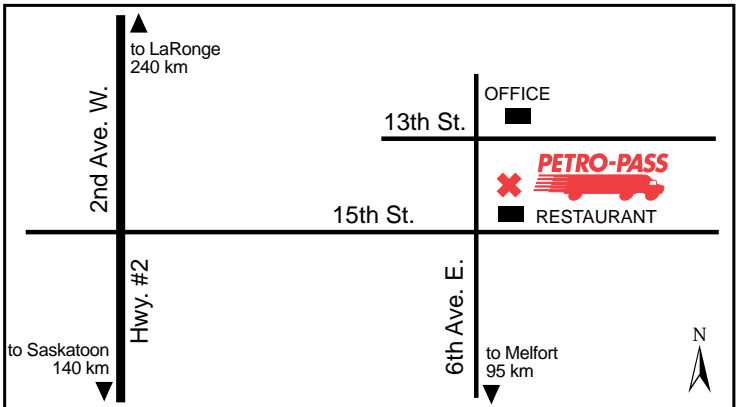 to LaRonge
240 km
2nd Ave. W.
OFFICE
13th St.
PETRO-PASS
15th St.
RESTAURANT
Hwy. #2
6th Ave. E.
to Saskatoon
140 km
to Melfort
95 km
N